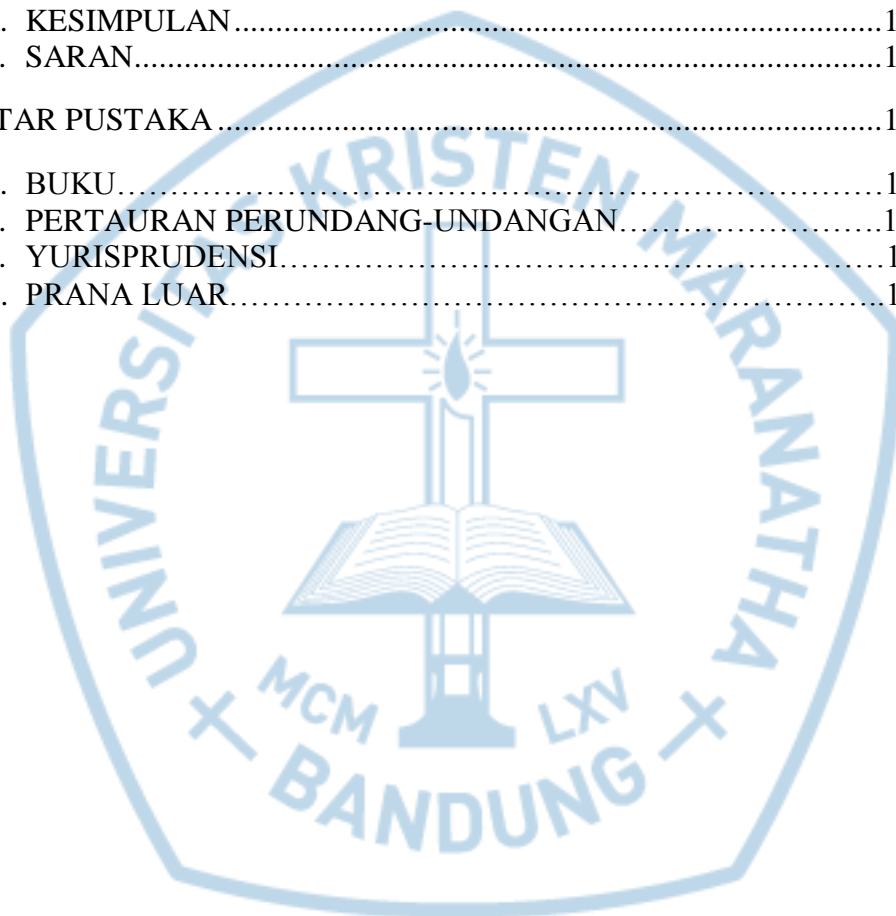 . KESIMPULAN.......................................................................................1
. SARAN....................................................................................................1
TAR PUSTAKA.........................................................................................1
. BUKU……………………………………………………………………………1
. PERTAURAN PERUNDANG-UNDANGAN……………………….1
. YURISPRUDENSI……………………………………………………………1
. PRANA LUAR………………………………………………………………..1
UNIVERSITAS KRISTEN MARANATHA
MCM LXV
BANDUNG